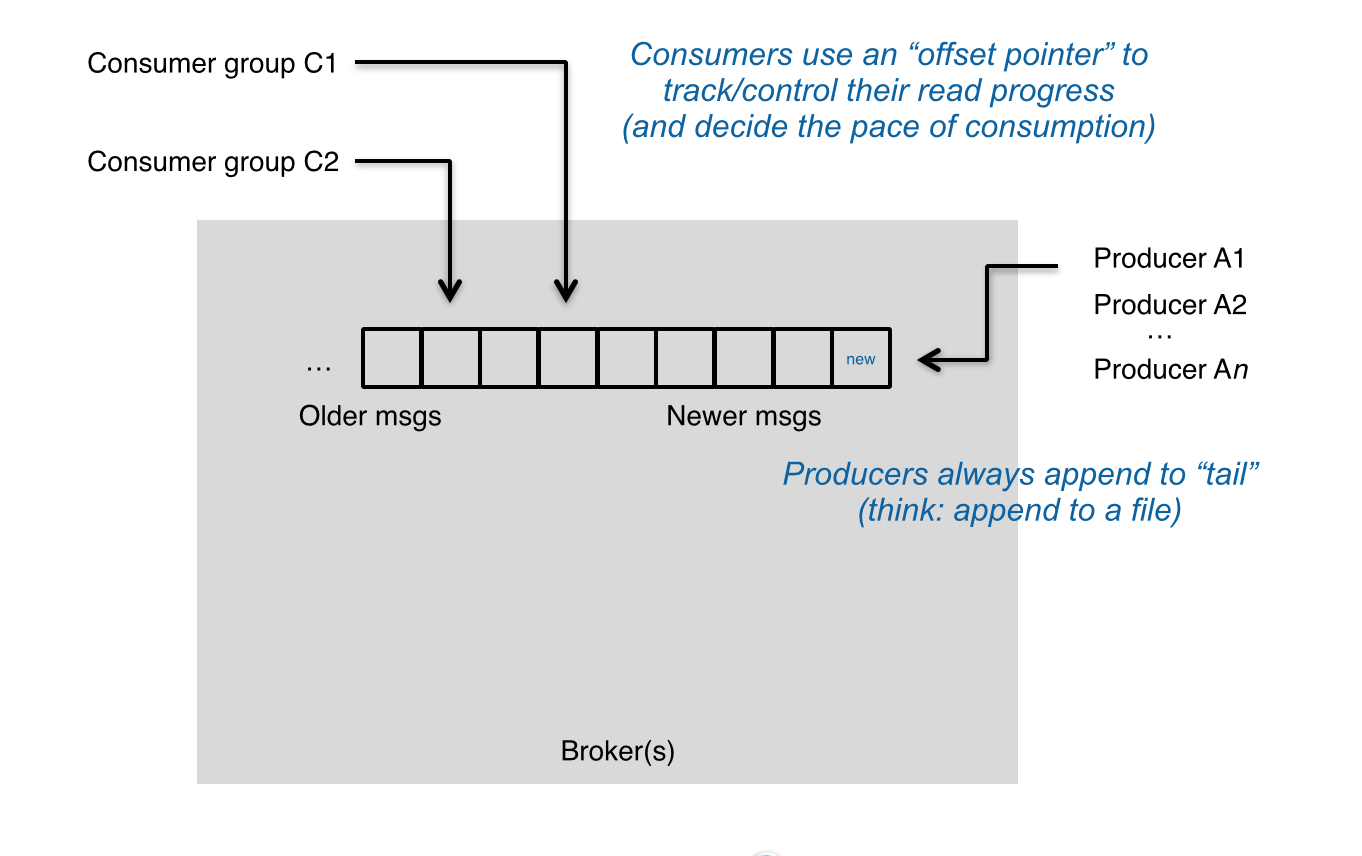 Consumer group C1
Consumers use an “offset pointer” to
track/control their read progress
(and decide the pace of consumption)
Consumer group C2
Producer A1
Producer A2
...
Producer An
new
...
Older msgs
Newer msgs
Producers always append to “tail”
(think: append to a file)
Broker(s)